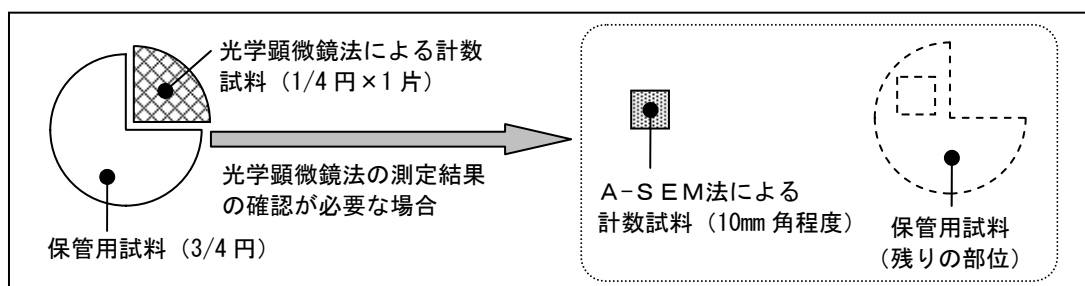 光学顕微鏡法による計数
試料（1/4 円×1 片）
光学顕微鏡法の測定結果
の確認が必要な場合
保管用試料（3/4 円）
Ａ-ＳＥＭ法による
計数試料（10mm 角程度）
保管用試料
（残りの部位）